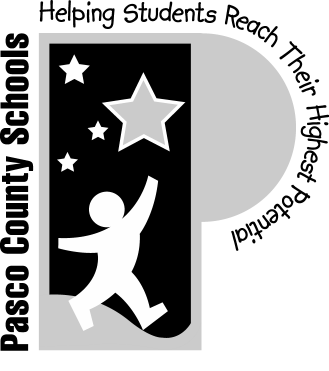 Helping Students Reach Their Highest Potential
Pasco County Schools